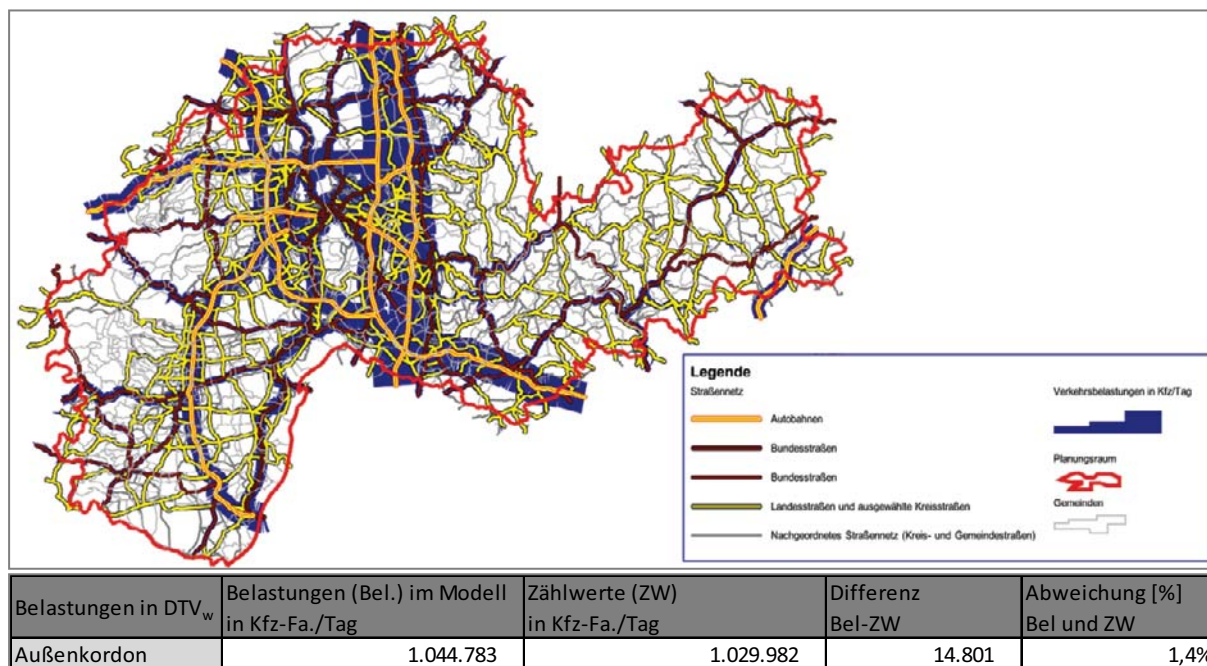 Legende
Straßennetz
Verkehrsbelastungen in Kfz/Tag
Autobahnen
Bundesstraßen
Planungsraum
Bundesstraßen
Gemeinden
Landesstraßen und ausgewählte Kreisstraßen
Nachgeordnetes Straßennetz (Kreis- und Gemeindestraßen)
Belastungen in DTVw
Belastungen (Bel.) im Modell
in Kfz-Fa./Tag
Zählwerte (ZW)
in Kfz-Fa./Tag
Differenz
Bel-ZW
Abweichung [%]
Bel und ZW
Außenkordon 1.044.783 1.029.982 14.801 1,4%